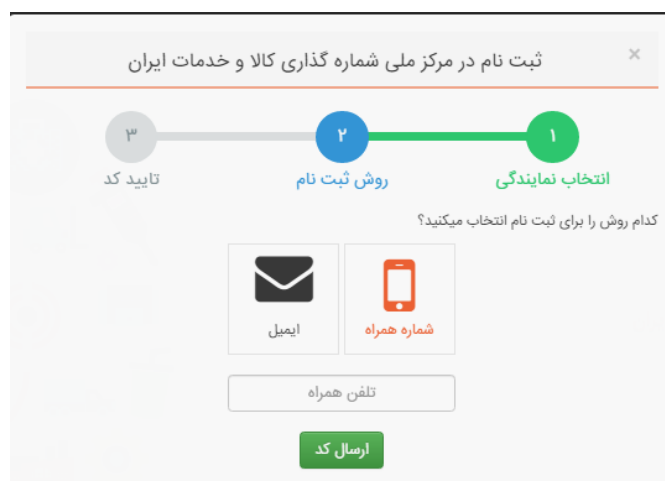 ثبت نام در مرکز ملی شماره گذاری کالا و خدمات ایران
×
۱
۲
۳
انتخاب نمایندگی
روش ثبت نام
تایید کد
کدام روش را برای ثبت نام انتخاب میکنید؟
شماره همراه
ایمیل
تلفن همراه
ارسال کد